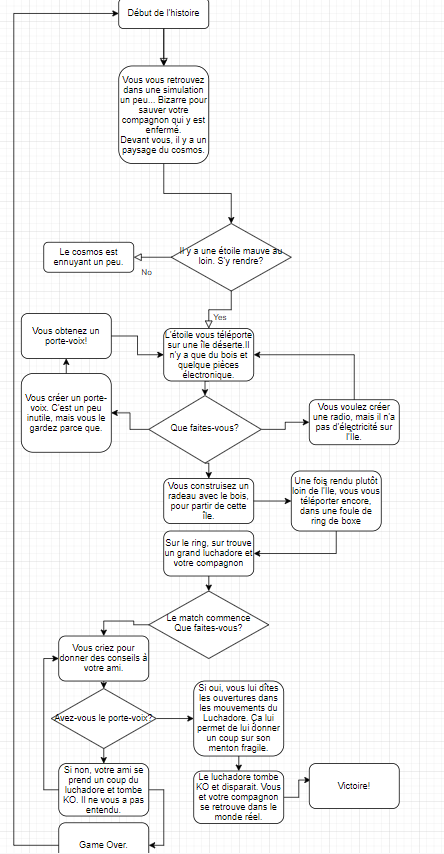 Début de l'histoire
Vous vous retrouvez
dans une simulation
un peu... Bizarre pour
sauver votre
compagnon qui y est
enfermé.
Devant vous, il y a un
paysage du cosmos.
Il y a une étoile mauve au
loin. S'y rendre?
Le cosmos est
ennuyant un peu.
No
Yes
L'étoile vous téléporte
sur une île déserte.Il
n'y a que du bois et
quelque pièces
électronique.
Vous obtenez un
porte-voix!
Vous créer un porte-
voix. C'est un peu
inutile, mais vous le
gardez parce que.
Que faites-vous?
Vous voulez créer
une radio, mais il n'a
pas d'électricité sur
l'Ile.
Vous construisez un
radeau avec le bois,
pour partir de cette
île.
Une fois rendu plutôt
loin de l'Ile, vous vous
téléporter encore,
dans une foule de
ring de boxe
Sur le ring, sur trouve
un grand luchadore et
votre compagnon
Le match commence
Que faites-vous?
Vous criez pour
donner des conseils à
votre ami.
Avez-vous le porte-voix?
Si oui, vous lui dîtes
les ouvertures dans
les mouvements du
Luchadore. Ça lui
permet de lui donner
un coup sur son
menton fragile.
Si non, votre ami se
prend un coup du
luchadore et tombe
KO. Il ne vous a pas
entendu.
Le luchadore tombe
KO et disparait. Vous
et votre compagnon
se retrouve dans le
monde réel.
Victoire!
Game Over.